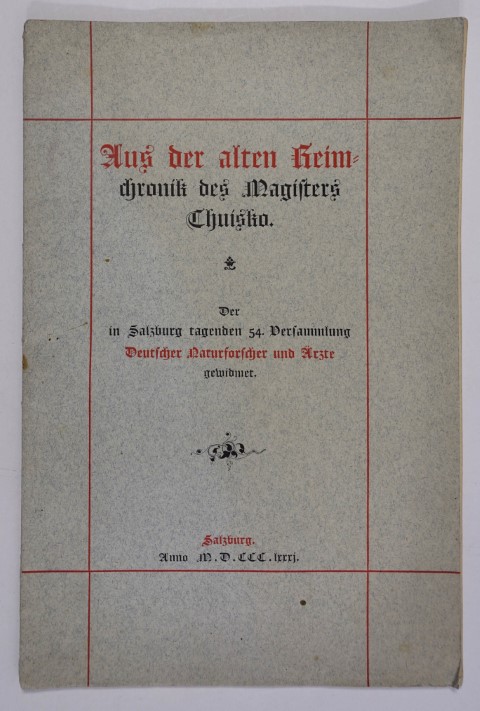 Aus der alten Reim-
chronik des Magisters
Chuisko.
Der
in Salzburg tagenden 54. Versammlung
Deutscher Naturforscher und Ärzte
gewidmet.
Salzburg.
Anno M.D.CCC.lxxxj.